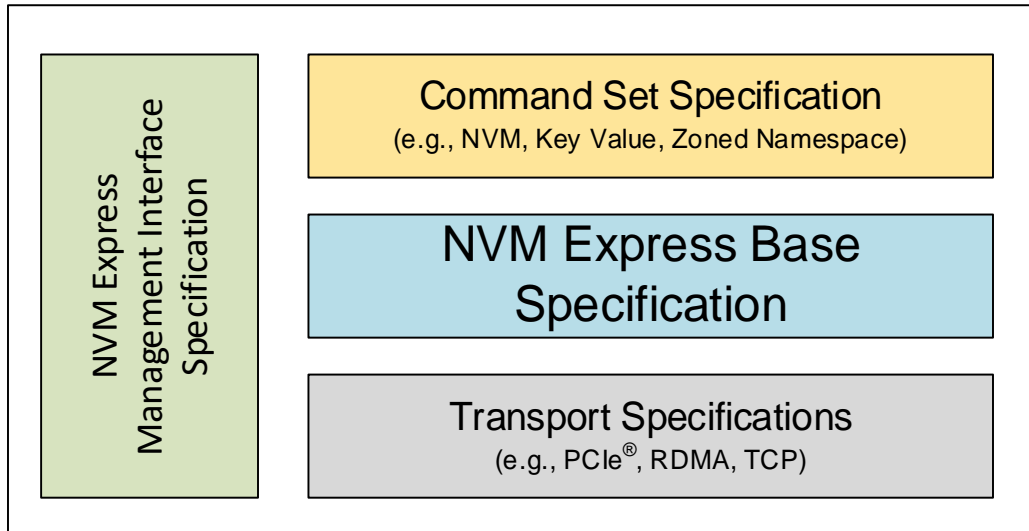 NVM Express
Management Interface
Specification
Command Set Specification
(e.g., NVM, Key Value, Zoned Namespace)
NVM Express Base
Specification
Transport Specifications
(e.g., PCIe®, RDMA, TCP)